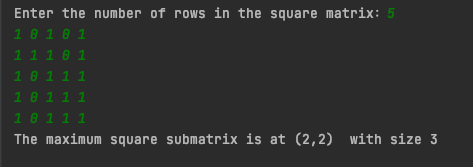 Enter the number of rows in the square matrix: 5
1 0 1 0 1
1 1 1 0 1
1 0 1 1 1
1 0 1 1 1
1 0 1 1 1
The maximum square submatrix is at (2,2)  with size 3